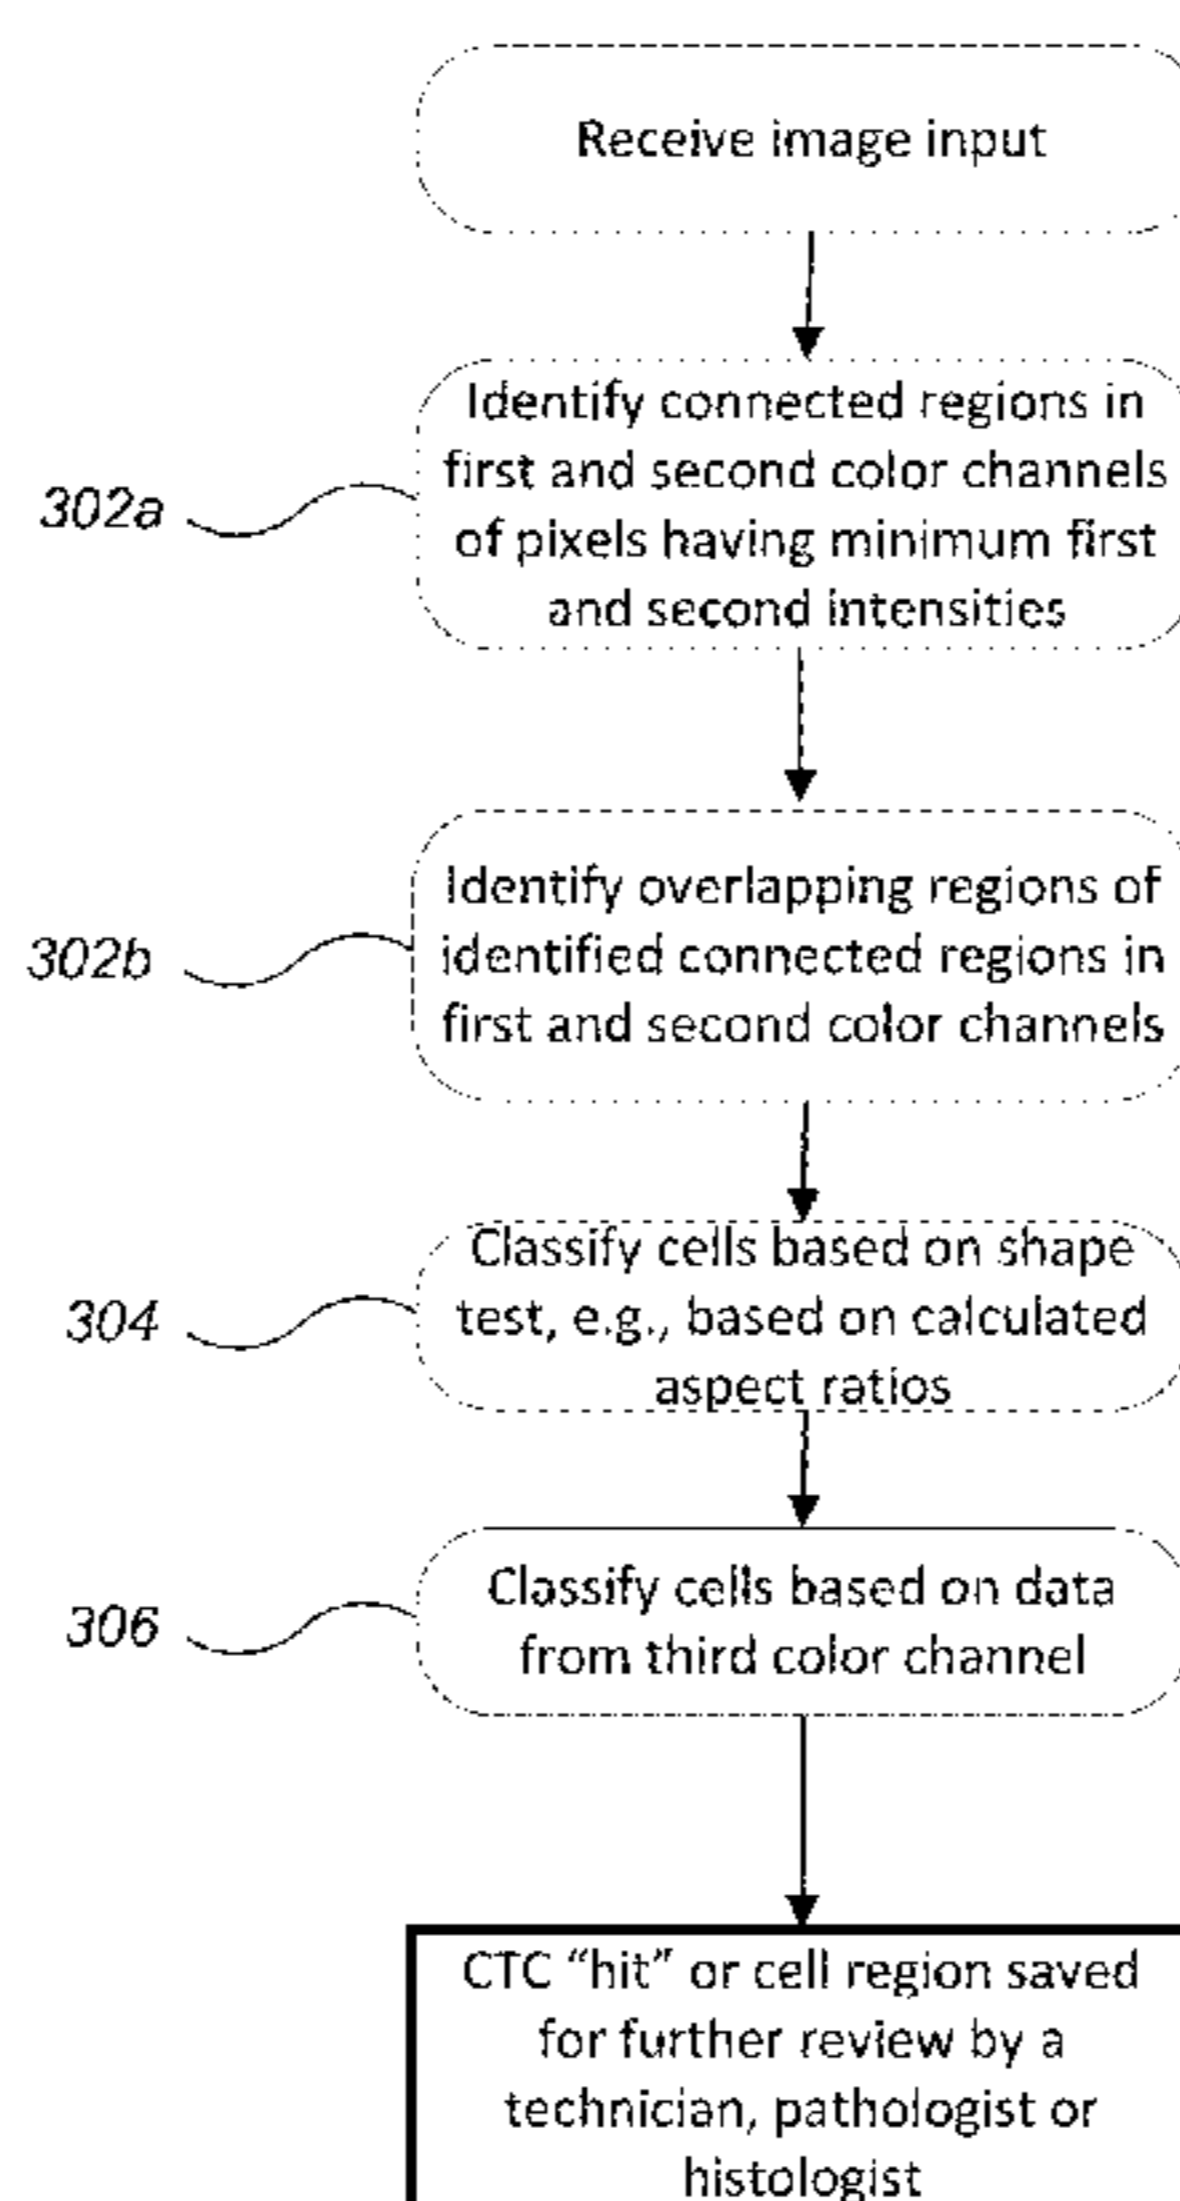 Receive image input
Identify connected regions in
first and second color channels
302a
of pixels having minimum first
and second intensities
Identify overlapping regions of
302b
identified connected regions in
first and second color channels
Classify cells based on shape
304
test, e.g., based on calculated
aspect ratios
Classify cells based on data
306
from third color channel
CTC “hit” or cell region saved
for further review by a
technician, pathologist or
histologist